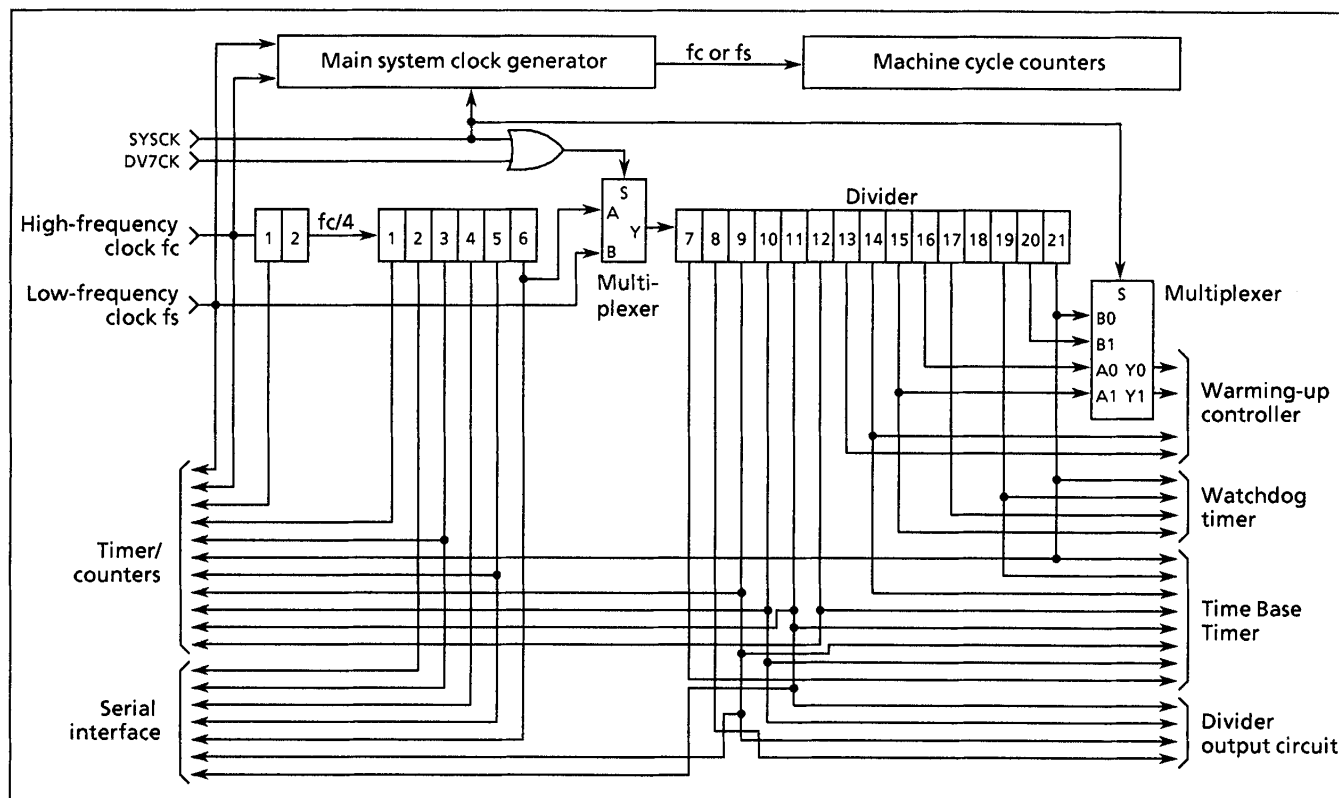 Main system clock generator
fc or fs
Machine cycle counters
SYSCK
DV7CK
S
A
Y
B
Multi-
plexer
High-frequency
clock fc
1 2
fc/4
1 2 3 4 5 6
Divider
7 8 9 10 11 12 13 14 15 16 17 18 19 20 21
Low-frequency
clock fs
S
B0
B1
A0 Y0
A1 Y1
Multiplexer
Warming-up
controller
Watchdog
timer
Timer/
counters
Time Base
Timer
Serial
interface
Divider
output circuit